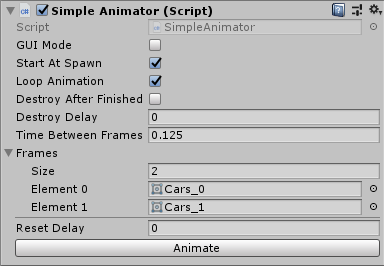 Simple Animator (Script)
Script SimpleAnimator
GUI Mode
Start At Spawn
Loop Animation
Destroy After Finished
Destroy Delay 0
Time Between Frames 0.125
Frames
Size 2
Element 0 Cars_0
Element 1 Cars_1
Reset Delay 0
Animate